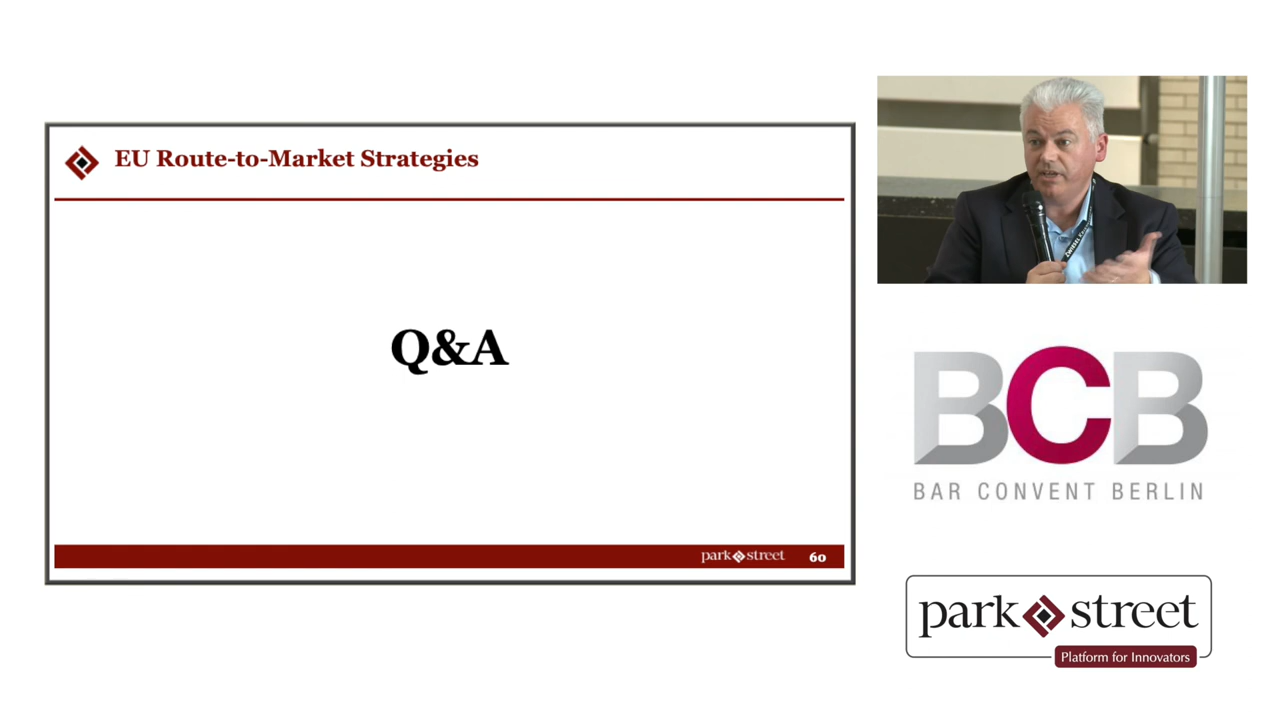 EU Route-to-Market Strategies
Q&A
park street 60
BCB
BAR CONVENT BERLIN
park street
Platform for Innovators